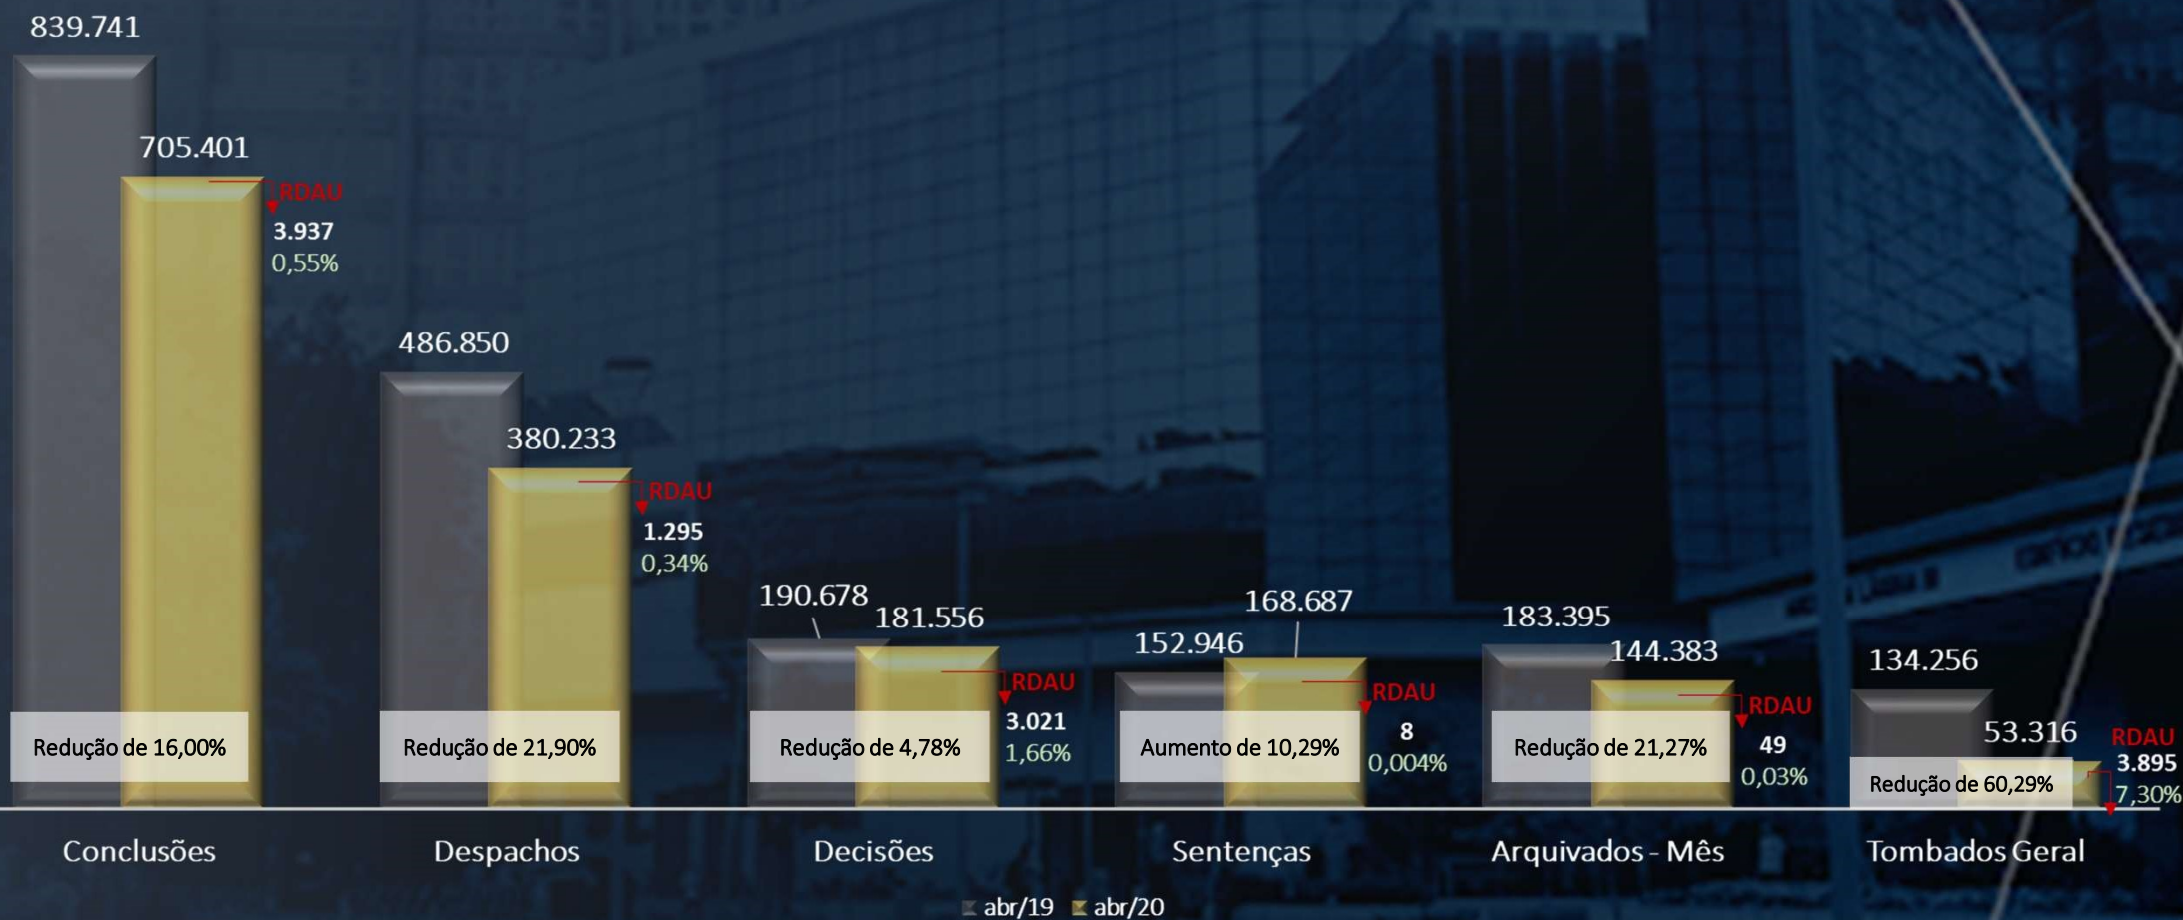 839.741
705.401
RDAU
3.937
0,55%
Redução de 16,00%
Conclusões
486.850
380.233
RDAU
1.295
0,34%
Redução de 21,90%
Despachos
190.678
181.556
RDAU
3.021
1,66%
Redução de 4,78%
Decisões
152.946
168.687
RDAU
8
0,004%
Aumento de 10,29%
Sentenças
183.395
144.383
RDAU
49
0,03%
Redução de 21,27%
Arquivados - Mês
134.256
53.316
RDAU
3.895
7,30%
Redução de 60,29%
Tombados Geral
abr/19 abr/20